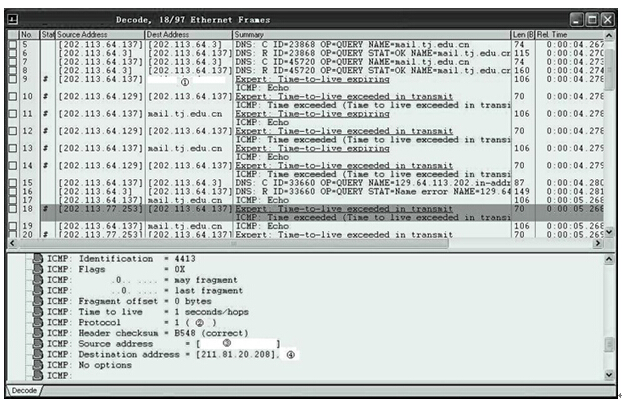 Decode, 18/97 Ethernet Frames
No. Stat Source Address Dest Address Summary Len (B Rel. Time
5 [202.113.64.137] [202.113.64.3] DNS: C ID=23868 OP=QUERY NAME=mail.tj.edu.cn 74 0:00:04.267
6 [202.113.64.3] [202.113.64.137] DNS: R ID=23868 OP=QUERY STAT=OK NAME=mail.tj.edu.cr 115 0:00:04.273
7 [202.113.64.137] [202.113.64.3] DNS: C ID=45720 OP=QUERY NAME=mail.tj.edu.cn 74 0:00:04.273
8 [202.113.64.3] [202.113.64.137] DNS: R ID=45720 OP=QUERY STAT=OK NAME=mail.tj.edu.cn 160 0:00:04.278
9 # [202.113.64.137] ① Expert: Time-to-live expiring 106 0:00:04.278
ICMP: Echo
10 # [202.113.64.129] [202.113.64.137] Expert: Time-to-live exceeded in transmit 70 0:00:04.278
ICMP: Time exceeded (Time to live exceeded in transi
11 # [202.113.64.137] mail.tj.edu.cn Expert: Time-to-live expiring 106 0:00:04.278
ICMP: Echo
12 # [202.113.64.129] [202.113.64.137] Expert: Time-to-live exceeded in transmit 70 0:00:04.278
ICMP: Time exceeded (Time to live exceeded in transi
13 # [202.113.64.137] mail.tj.edu.cn Expert: Time-to-live expiring 106 0:00:04.279
ICMP: Echo
14 # [202.113.64.129] [202.113.64.137] Expert: Time-to-live exceeded in transmit 70 0:00:04.279
ICMP: Time exceeded (Time to live exceeded in transi
15 [202.113.64.137] [202.113.64.3] DNS: C ID=33660 OP=QUERY NAME=129.64.113.202.in-addr 87 0:00:04.280
16 [202.113.64.3] [202.113.64.137] DNS: R ID=33660 OP=QUERY STAT=Name error NAME=129.64 149 0:00:04.281
17 [202.113.64.137] mail.tj.edu.cn ICMP: Echo 106 0:00:05.268
18 # [202.113.77.253] [202.113.64.137] Expert: Time-to-live exceeded in transmit 70 0:00:05.268
ICMP: Time exceeded (Time to live exceeded in transi
19 [202.113.64.137] mail.tj.edu.cn ICMP: Echo 106 0:00:05.268
20 # [202.113.77.253] [202.113.64.137] Expert: Time-to-live exceeded in transmit 70 0:00:05.269
ICMP: Identification = 4413
ICMP: Flags = 0X
ICMP: .0.. .... = may fragment
ICMP: ..0. .... = last fragment
ICMP: Fragment offset = 0 bytes
ICMP: Time to live = 1 seconds/hops
ICMP: Protocol = 1 ( ② )
ICMP: Header checksum = B548 (correct)
ICMP: Source address = [ ③ ]
ICMP: Destination address = [211.81.20.208], ④
ICMP: No options
ICMP:
Decode